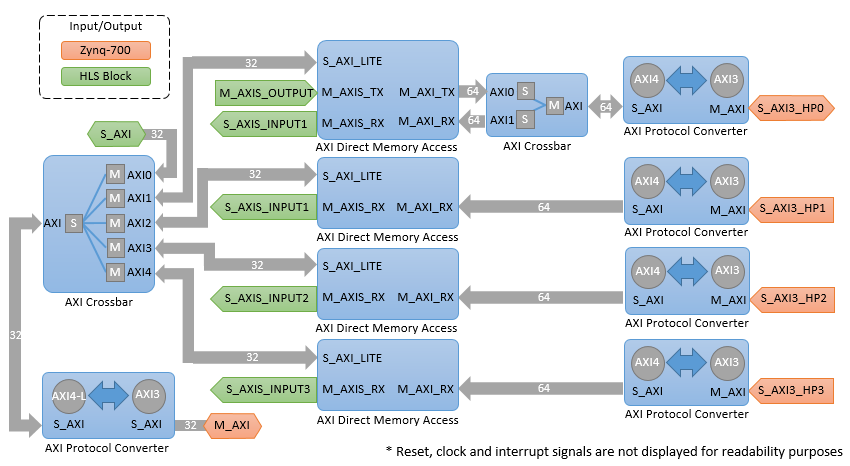 Input/Output
Zynq-700
HLS Block
S_AXI
32
AXI
S
M
AXI0
M
AXI1
M
AXI2
M
AXI3
M
AXI4
AXI Crossbar
32
AXI4-L
AXI3
S_AXI
S_AXI
AXI Protocol Converter
32
M_AXI
32
S_AXI_LITE
M_AXIS_OUTPUT
M_AXIS_TX
M_AXI_TX
64
S_AXIS_INPUT1
M_AXIS_RX
M_AXI_RX
64
AXI Direct Memory Access
AXI0
S
M
AXI
AXI1
S
AXI Crossbar
64
AXI4
AXI3
S_AXI
M_AXI
S_AXI3_HP0
AXI Protocol Converter
32
S_AXI_LITE
S_AXIS_INPUT1
M_AXIS_RX
M_AXI_RX
AXI Direct Memory Access
64
AXI4
AXI3
S_AXI
M_AXI
S_AXI3_HP1
AXI Protocol Converter
32
S_AXI_LITE
S_AXIS_INPUT2
M_AXIS_RX
M_AXI_RX
AXI Direct Memory Access
64
AXI4
AXI3
S_AXI
M_AXI
S_AXI3_HP2
AXI Protocol Converter
32
S_AXI_LITE
S_AXIS_INPUT3
M_AXIS_RX
M_AXI_RX
AXI Direct Memory Access
64
AXI4
AXI3
S_AXI
M_AXI
S_AXI3_HP3
AXI Protocol Converter
* Reset, clock and interrupt signals are not displayed for readability purposes